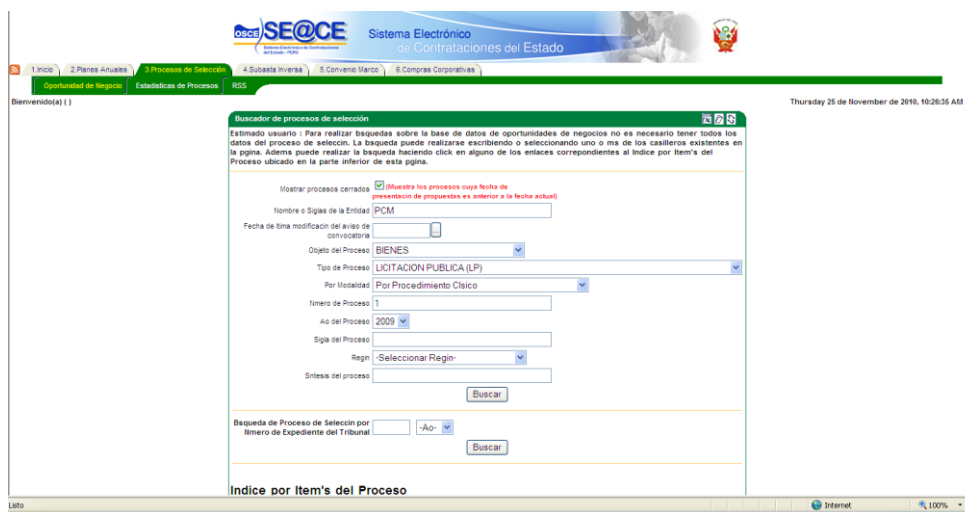 osce SE@CE
Sistema Electrónico de Contrataciones del Estado - PERÚ
Sistema Electrónico
de Contrataciones del Estado
1.Inicio 2.Planes Anuales 3.Procesos de Selección 4.Subasta Inversa 5.Convenio Marco 6.Compras Corporativas
Oportunidad de Negocio Estadísticas de Procesos RSS
Bienvenido(a) ( ) Thursday 25 de November de 2010, 10:26:35 AM
Buscador de procesos de selección
Estimado usuario : Para realizar bsquedas sobre la base de datos de oportunidades de negocios no es necesario tener todos los
datos del proceso de seleccin. La bsqueda puede realizarse escribiendo o seleccionando uno o ms de los casilleros existentes en
la pgina. Adems puede realizar la bsqueda haciendo click en alguno de los enlaces correpondientes al Indice por Item's del
Proceso ubicado en la parte inferior de esta pgina.
Mostrar procesos cerrados (Muestra los procesos cuya fecha de
presentacin de propuestas es anterior a la fecha actual)
Nombre o Siglas de la Entidad PCM
Fecha de ltima modificacin del aviso de
convocatoria ...
Objeto del Proceso BIENES
Tipo de Proceso LICITACION PUBLICA (LP)
Por Modalidad Por Procedimiento Clsico
Nmero de Proceso 1
Ao del Proceso 2009
Sigla del Proceso
Regin -Seleccionar Regin-
Sntesis del proceso
Buscar
Bsqueda de Proceso de Seleccin por
Nmero de Expediente del Tribunal -Ao-
Buscar
Indice por Item's del Proceso
Listo Internet 100%